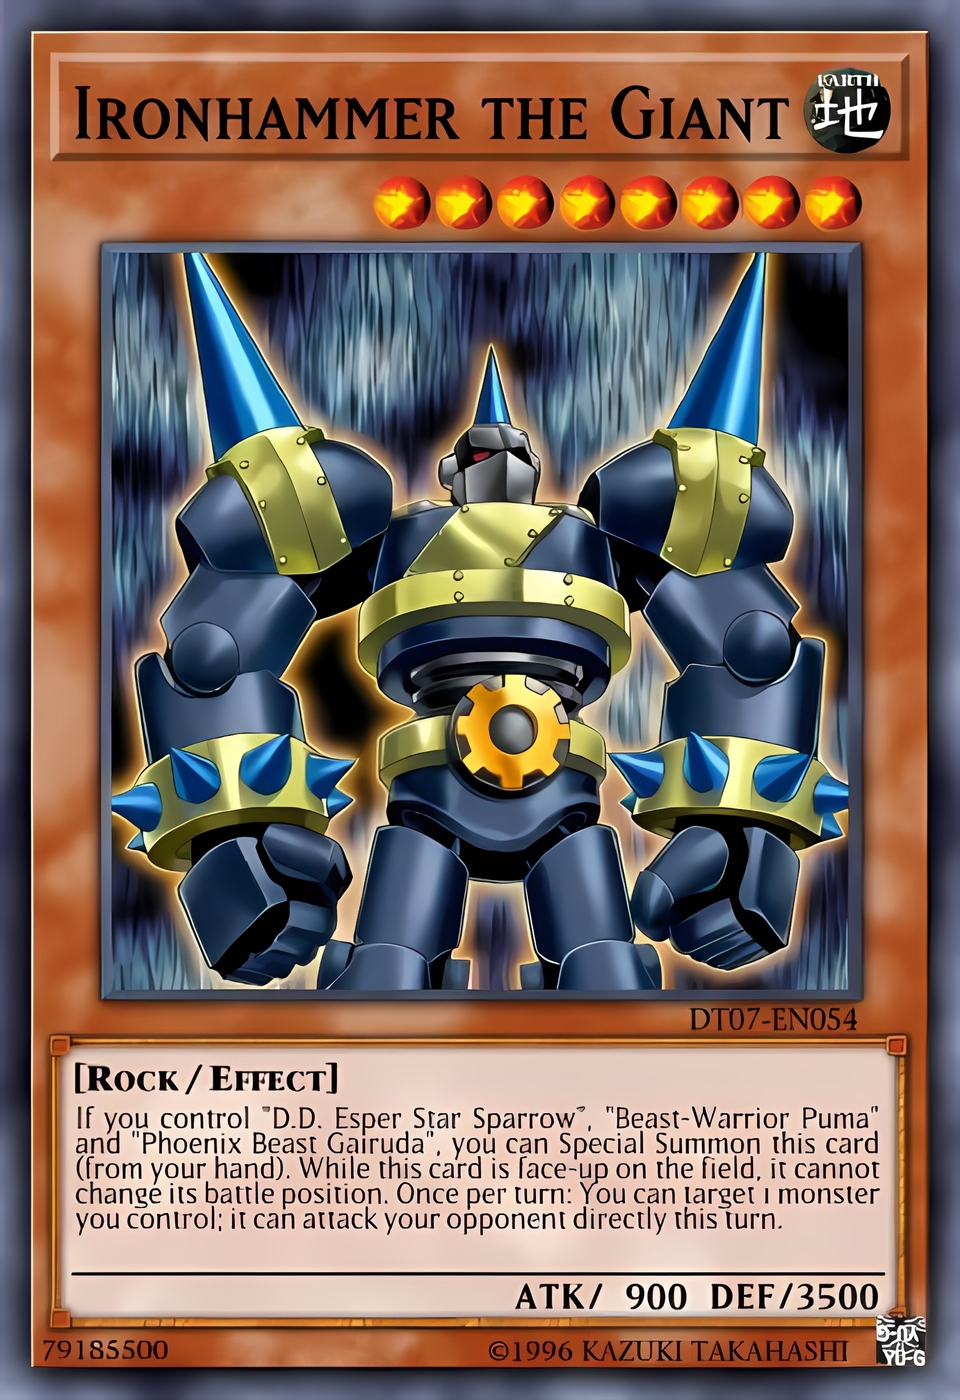 IRONHAMMER THE GIANT
EARTH
地
DT07-EN054
[ROCK / EFFECT]
If you control "D.D. Esper Star Sparrow", "Beast-Warrior Puma"
and "Phoenix Beast Gairuda", you can Special Summon this card
(from your hand). While this card is face-up on the field, it cannot
change its battle position. Once per turn: You can target 1 monster
you control; it can attack your opponent directly this turn.
ATK/ 900 DEF/3500
79185500
©1996 KAZUKI TAKAHASHI